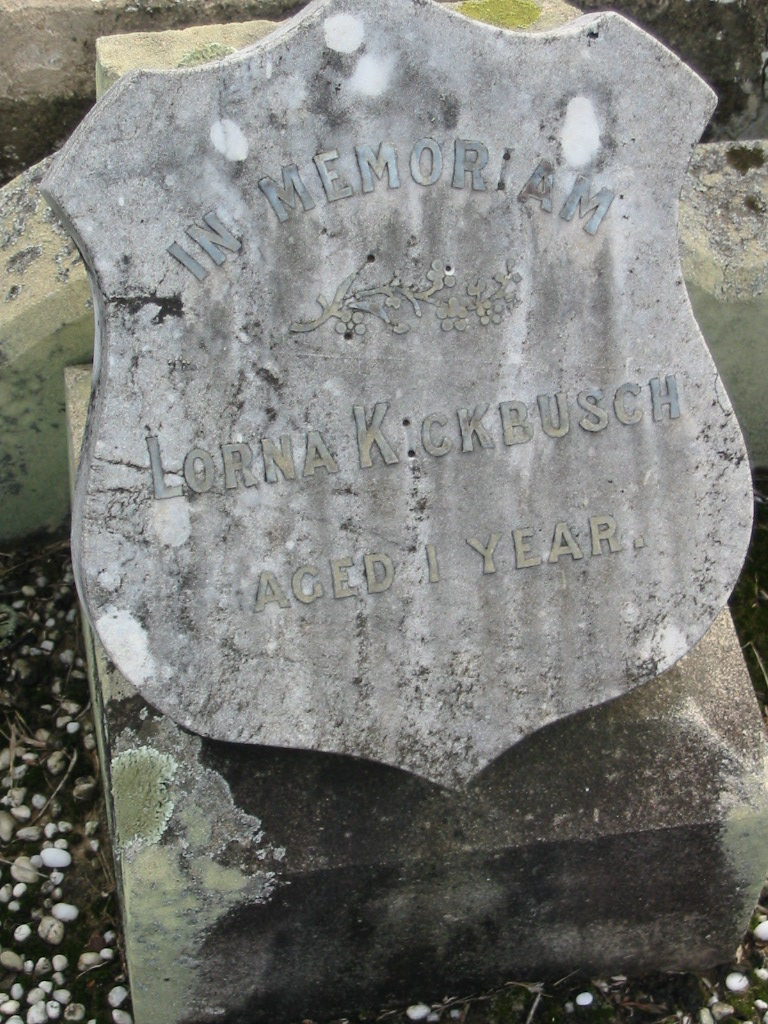 IN MEMORIAM
LORNA KICKBUSCH
AGED 1 YEAR.